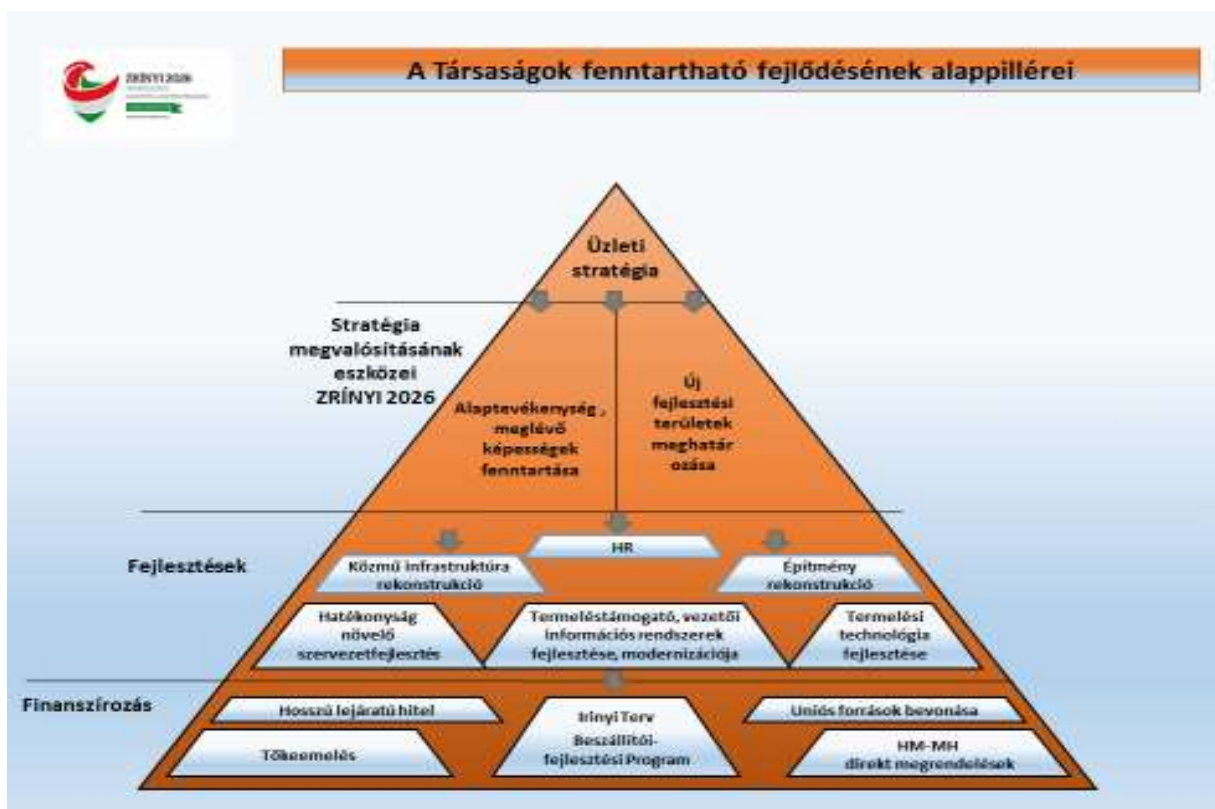 ZRÍNYI 2026
A Társaságok fenntartható fejlődésének alappillérei
Üzleti
stratégia
Stratégia
megvalósításának
eszközei
ZRÍNYI 2026
Alaptevékenység ,
meglévő
képességek
fenntartása
Új
fejlesztési
területek
meghatár
ozása
Fejlesztések
HR
Közmű infrastruktúra
rekonstrukció
Építmény
rekonstrukció
Hatékonyság
növelő
szervezetfejlesztés
Termeléstámogató, vezetői
információs rendszerek
fejlesztése, modernizációja
Termelési
technológia
fejlesztése
Finanszírozás
Hosszú lejáratú hitel
Irinyi Terv
Beszállítói-
fejlesztési Program
Uniós források bevonása
Tőkeemelés
HM-MH
direkt megrendelések